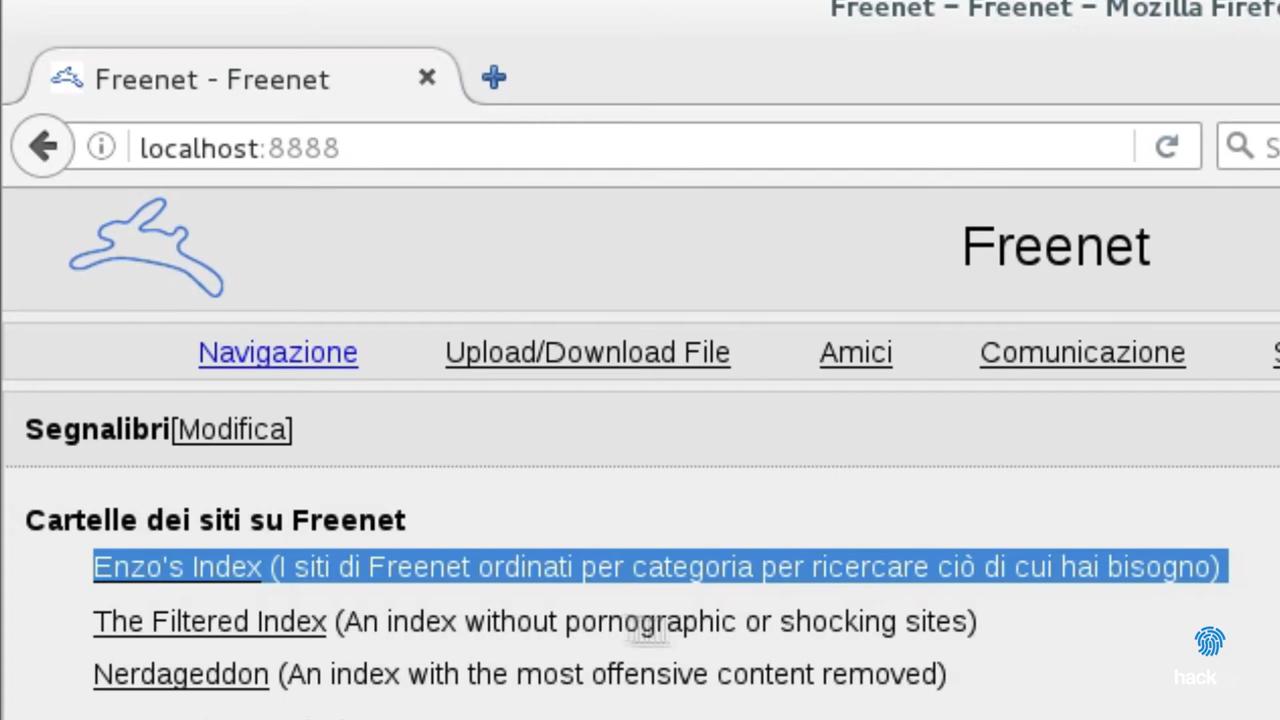 Freenet – Freenet – Mozilla Firef
Freenet - Freenet
localhost:8888
S
Freenet
Navigazione Upload/Download File Amici Comunicazione
Segnalibri[Modifica]
Cartelle dei siti su Freenet
Enzo's Index (I siti di Freenet ordinati per categoria per ricercare ciò di cui hai bisogno)
The Filtered Index (An index without pornographic or shocking sites)
Nerdageddon (An index with the most offensive content removed)
hack